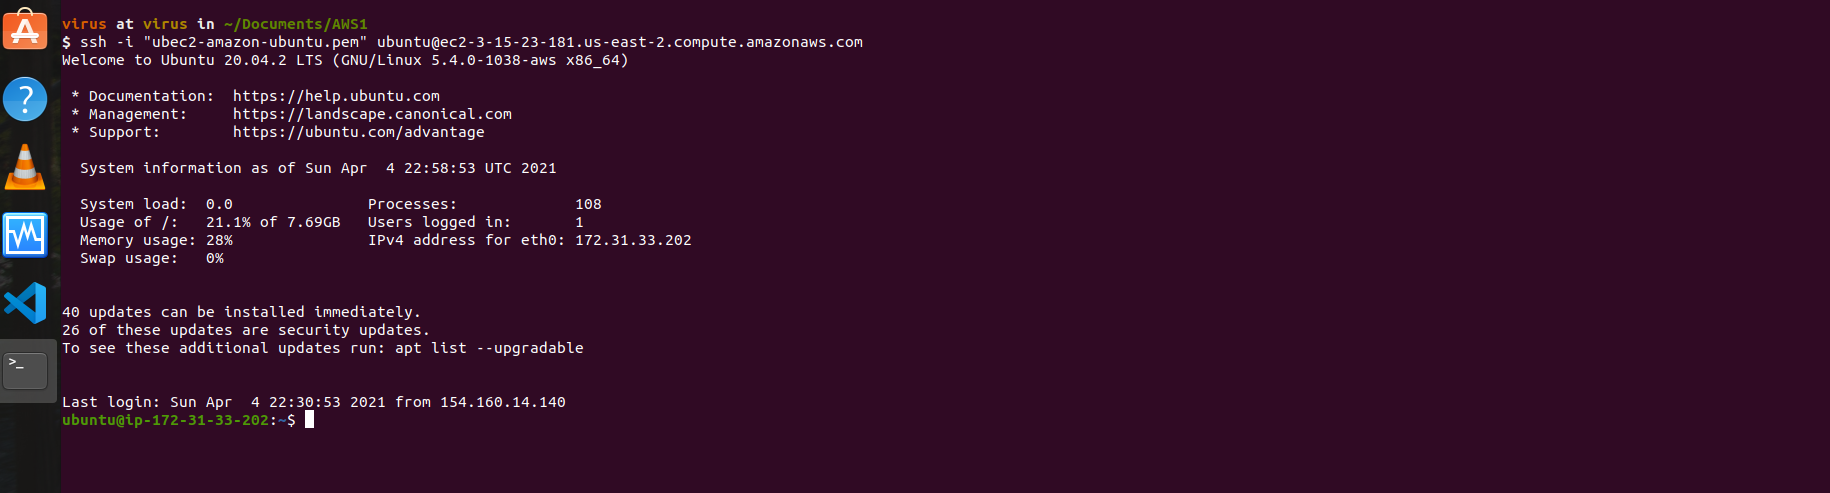 virus at virus in ~/Documents/AWS1
$ ssh -i "ubec2-amazon-ubuntu.pem" ubuntu@ec2-3-15-23-181.us-east-2.compute.amazonaws.com
Welcome to Ubuntu 20.04.2 LTS (GNU/Linux 5.4.0-1038-aws x86_64)
* Documentation:  https://help.ubuntu.com
* Management:     https://landscape.canonical.com
* Support:        https://ubuntu.com/advantage
System information as of Sun Apr  4 22:58:53 UTC 2021
System load:  0.0               Processes:             108
Usage of /:   21.1% of 7.69GB   Users logged in:       1
Memory usage: 28%               IPv4 address for eth0: 172.31.33.202
Swap usage:   0%
40 updates can be installed immediately.
26 of these updates are security updates.
To see these additional updates run: apt list --upgradable
Last login: Sun Apr  4 22:30:53 2021 from 154.160.14.140
ubuntu@ip-172-31-33-202:~$